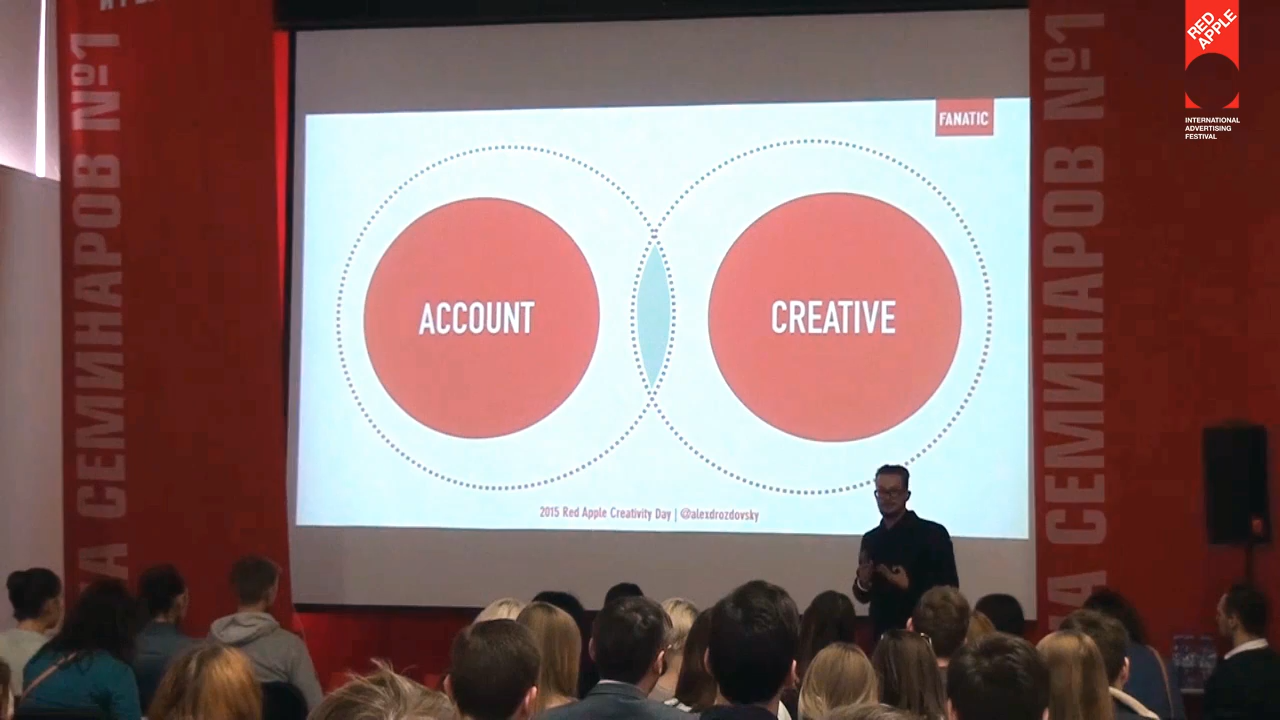 RED
APPLE
INTERNATIONAL
ADVERTISING
FESTIVAL
FANATIC
ACCOUNT
CREATIVE
2015 Red Apple Creativity Day | @alexdrozdovsky
СЕМИНАРОВ №1
СЕМИНАРОВ №1